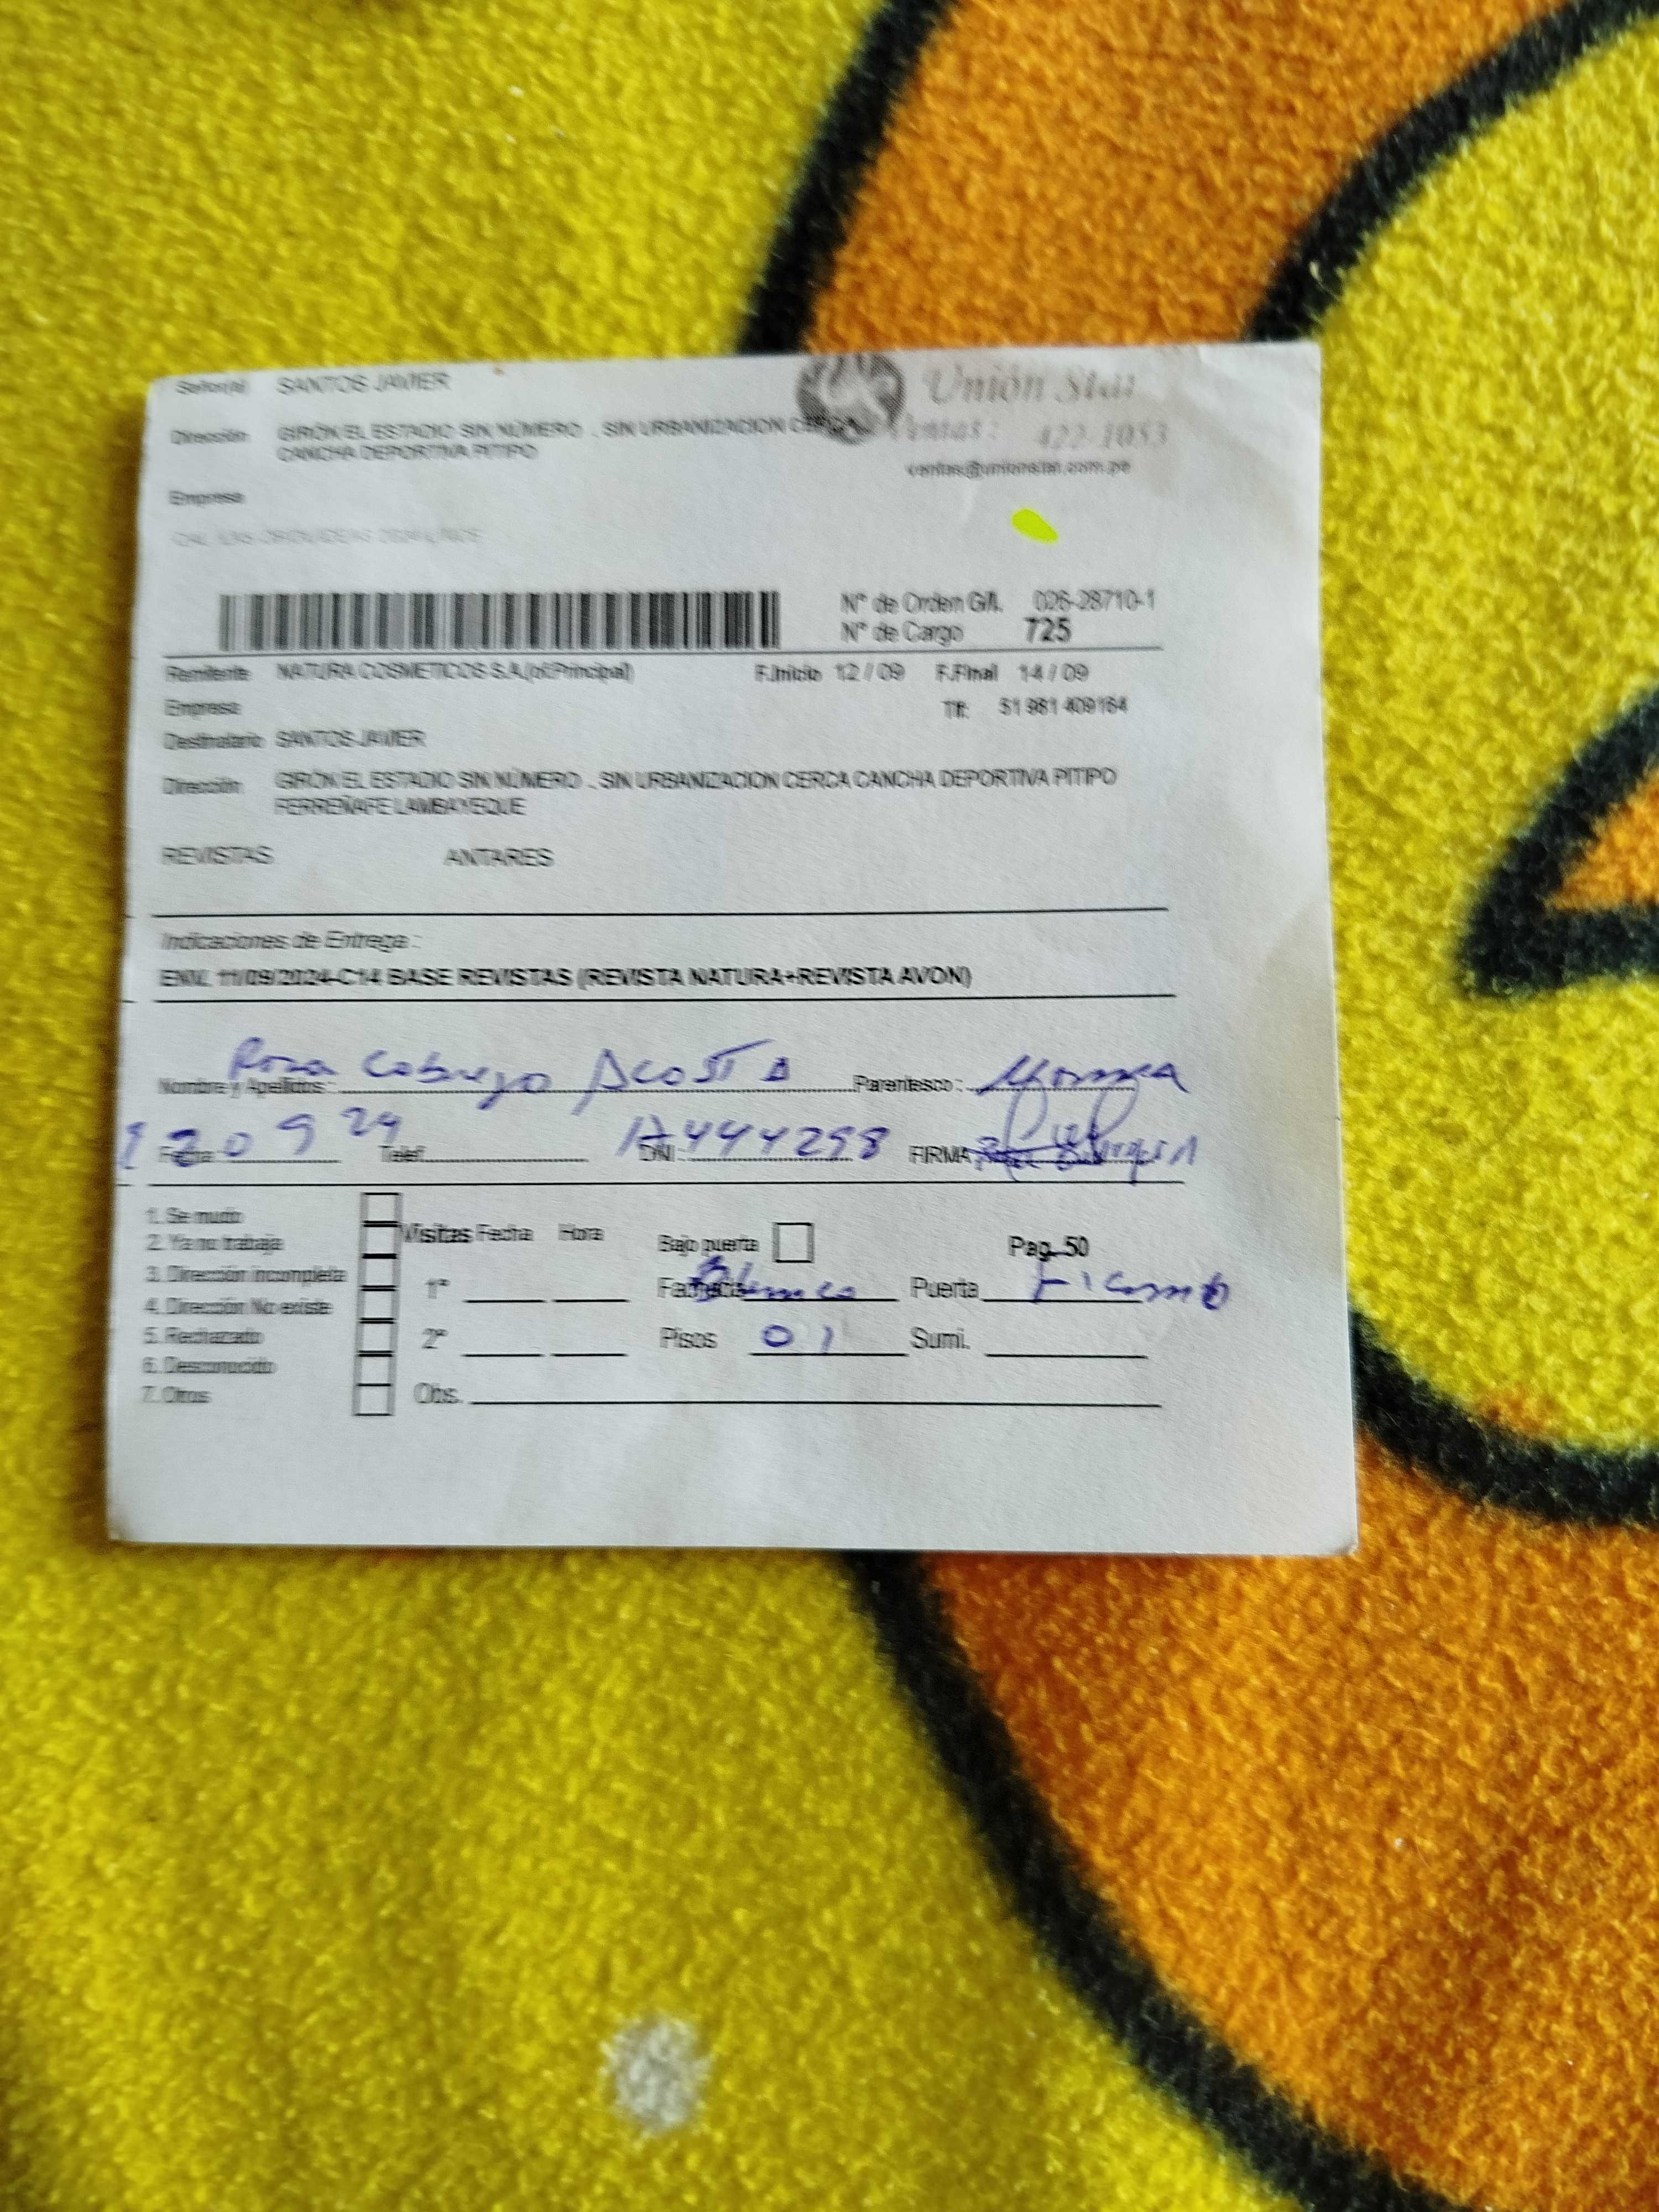 Señor(a) SANTOS JAVIER
Unión Star
Dirección GIRÓN EL ESTADIO SIN NÚMERO . SIN URBANIZACION CERCA
CANCHA DEPORTIVA PITIPO
Ventas: 422-1053
ventas@unionstar.com.pe
Empresa
N° de Orden G/L 026-28710-1
N° de Cargo 725
Remitente NATURA COSMETICOS S.A.(of.Principal) F.Inicio 12 / 09 F.Final 14 / 09
Empresa Tlf: 51 981 409164
Destinatario SANTOS JAVIER
Dirección GIRÓN EL ESTADIO SIN NÚMERO . SIN URBANIZACION CERCA CANCHA DEPORTIVA PITIPO
FERREÑAFE LAMBAYEQUE
REVISTAS ANTARES
Indicaciones de Entrega :
ENV. 11/09/2024-C14 BASE REVISTAS (REVISTA NATURA+REVISTA AVON)
Nombre y Apellidos : Rosa Acosta Parentesco :
Fecha 09 24 Telef. DNI : 17444298 FIRMA
1. Se mudo
2. Ya no trabaja
3. Dirección incompleta
4. Dirección No existe
5. Rechazado
6. Desconocido
7. Otros
Visitas Fecha Hora
1ª
2ª
Obs.
Bajo puerta Pag. 50
Fachada Blanco Puerta
Pisos 01 Sumi.